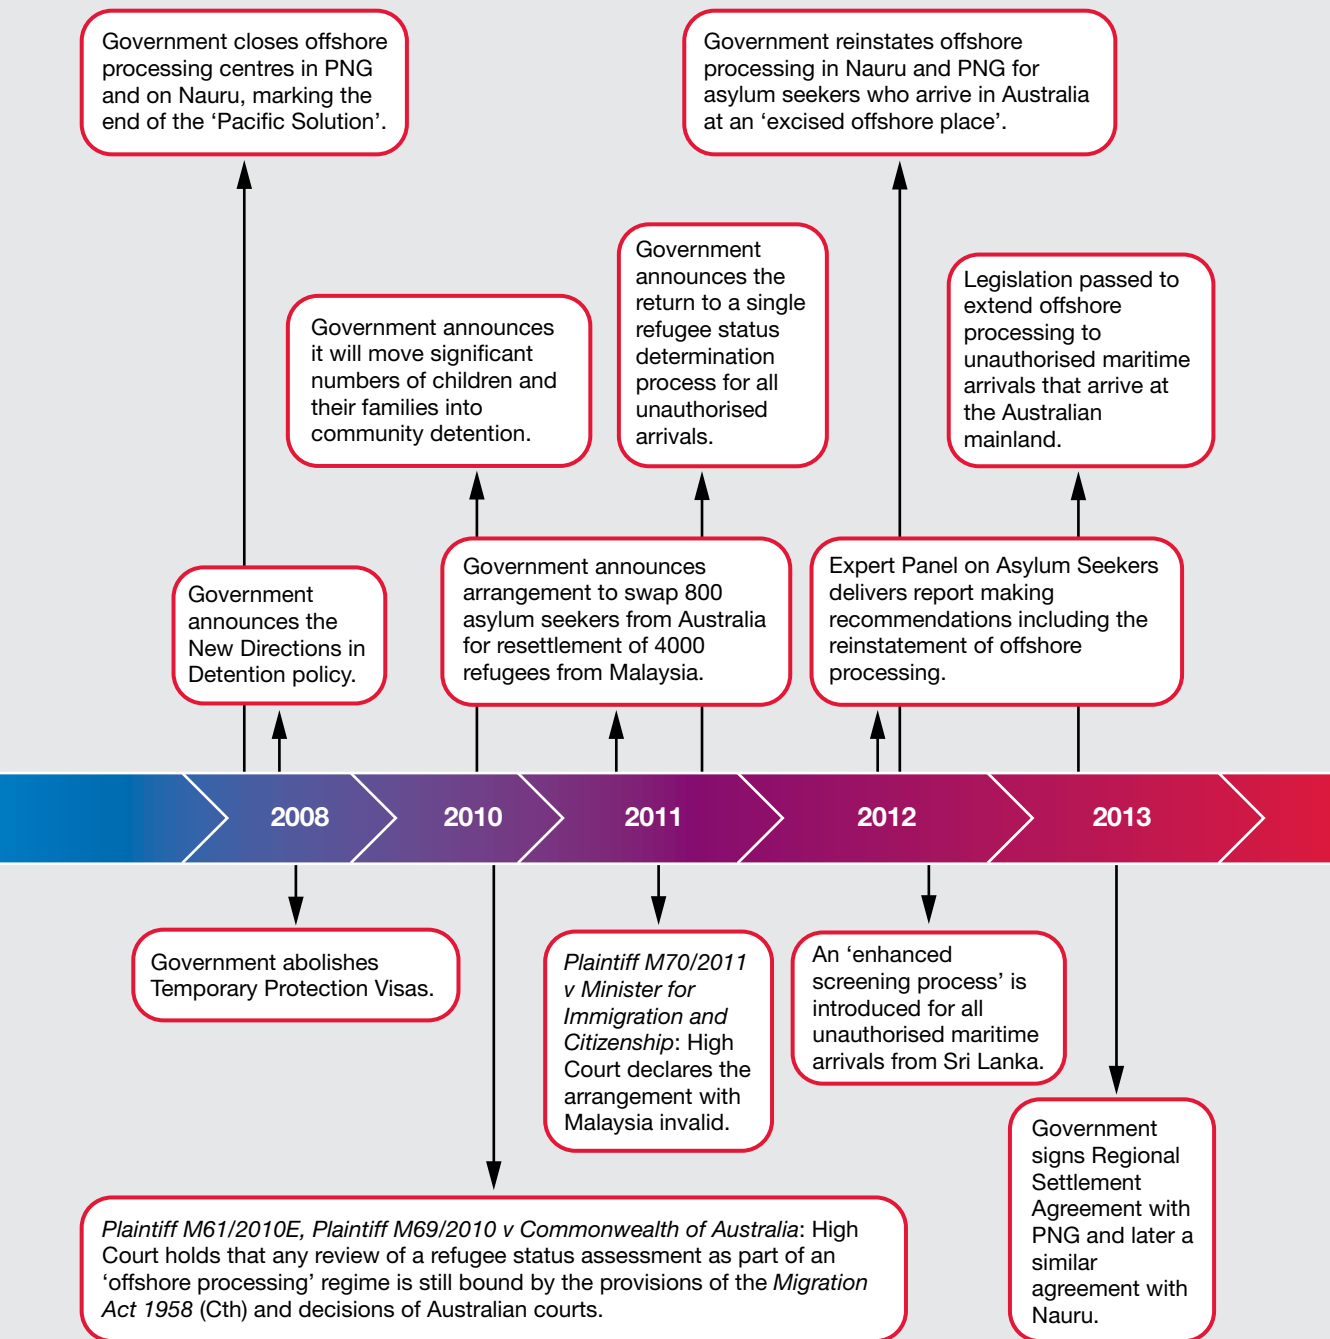 Government closes offshore
processing centres in PNG
and on Nauru, marking the
end of the ‘Pacific Solution’.
Government reinstates offshore
processing in Nauru and PNG for
asylum seekers who arrive in Australia
at an ‘excised offshore place’.
Government announces
it will move significant
numbers of children and
their families into
community detention.
Government
announces the
return to a single
refugee status
determination
process for all
unauthorised
arrivals.
Legislation passed to
extend offshore
processing to
unauthorised maritime
arrivals that arrive at
the Australian
mainland.
Government
announces the
New Directions in
Detention policy.
Government announces
arrangement to swap 800
asylum seekers from Australia
for resettlement of 4000
refugees from Malaysia.
Expert Panel on Asylum Seekers
delivers report making
recommendations including the
reinstatement of offshore
processing.
2008
2010
2011
2012
2013
Government abolishes
Temporary Protection Visas.
Plaintiff M70/2011
v Minister for
Immigration and
Citizenship: High
Court declares the
arrangement with
Malaysia invalid.
An ‘enhanced
screening process’ is
introduced for all
unauthorised maritime
arrivals from Sri Lanka.
Government
signs Regional
Settlement
Agreement with
PNG and later a
similar
agreement with
Nauru.
Plaintiff M61/2010E, Plaintiff M69/2010 v Commonwealth of Australia: High
Court holds that any review of a refugee status assessment as part of an
‘offshore processing’ regime is still bound by the provisions of the Migration
Act 1958 (Cth) and decisions of Australian courts.